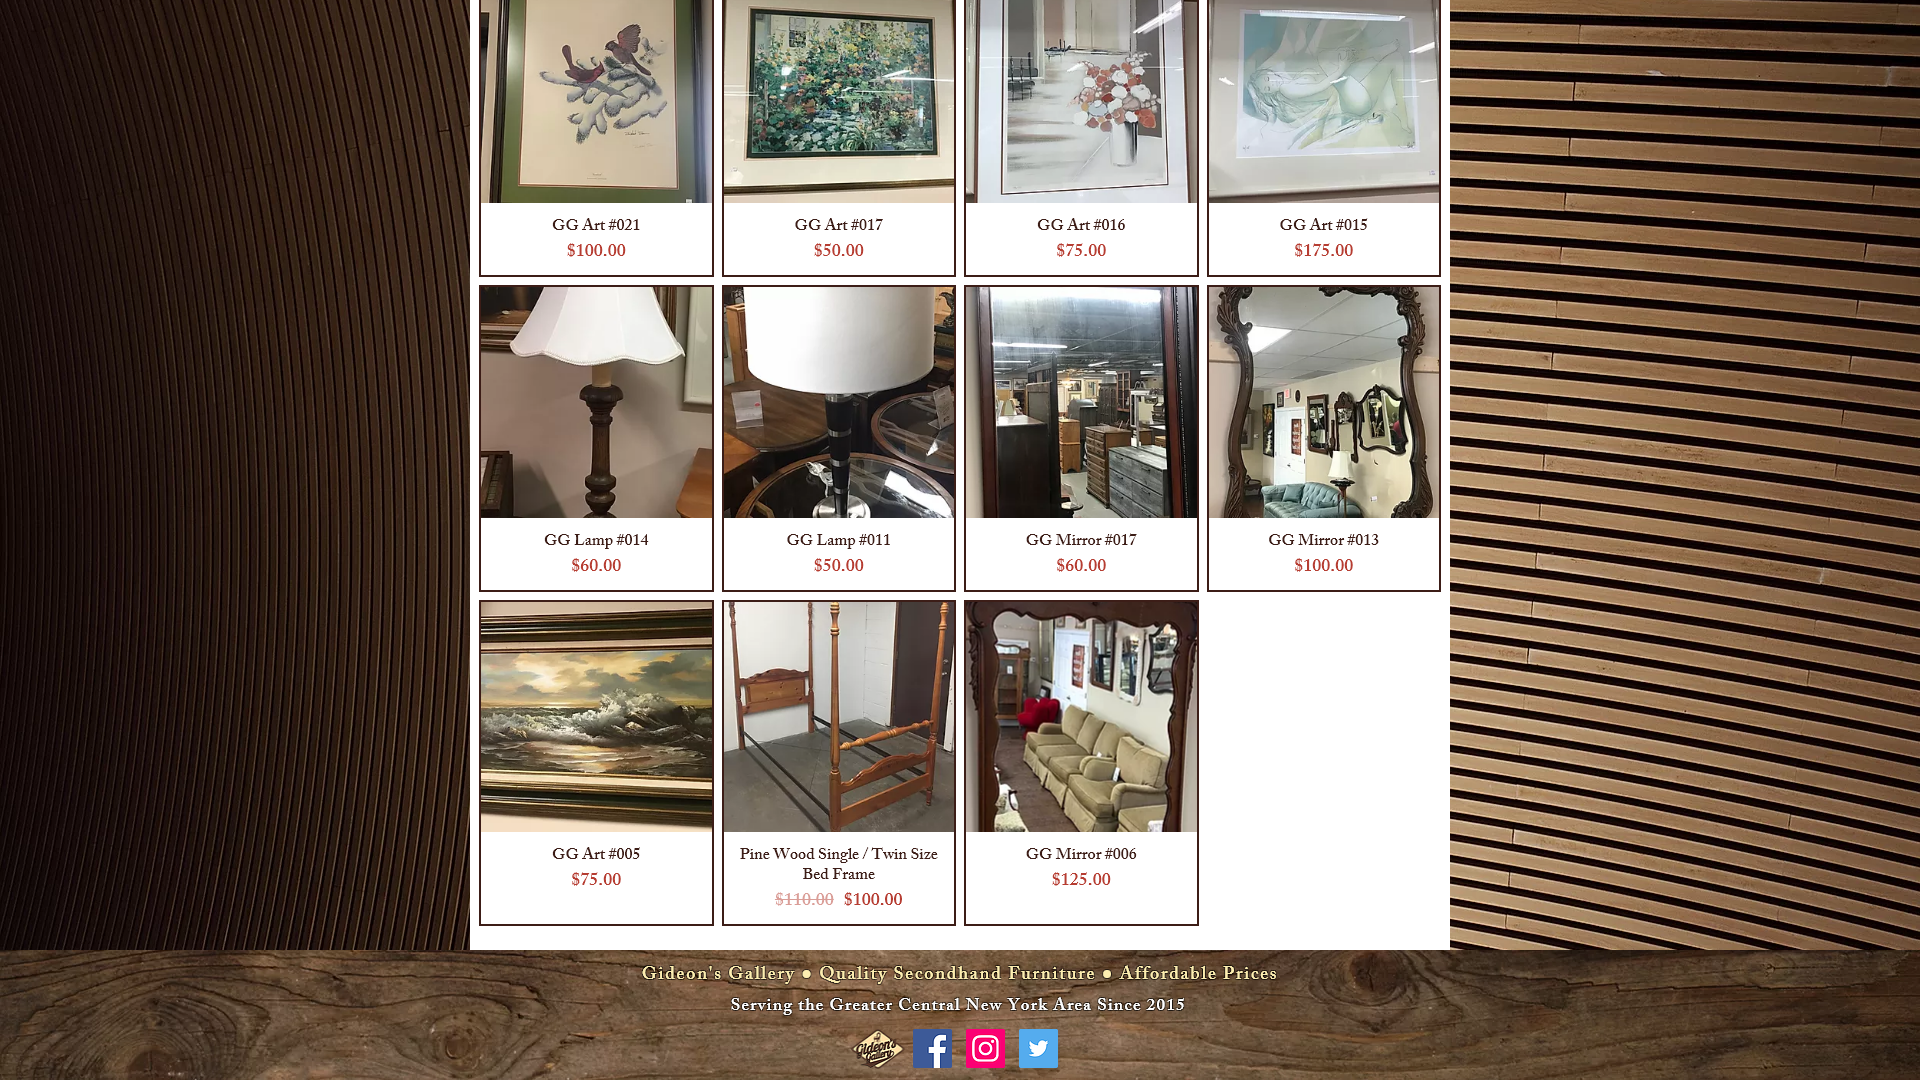 GG Art #021
$100.00
GG Art #017
$50.00
GG Art #016
$75.00
GG Art #015
$175.00
GG Lamp #014
$60.00
GG Lamp #011
$50.00
GG Mirror #017
$60.00
GG Mirror #013
$100.00
GG Art #005
$75.00
Pine Wood Single / Twin Size
Bed Frame
$110.00 $100.00
GG Mirror #006
$125.00
Gideon's Gallery ● Quality Secondhand Furniture ● Affordable Prices
Serving the Greater Central New York Area Since 2015
Gideon's
Gallery